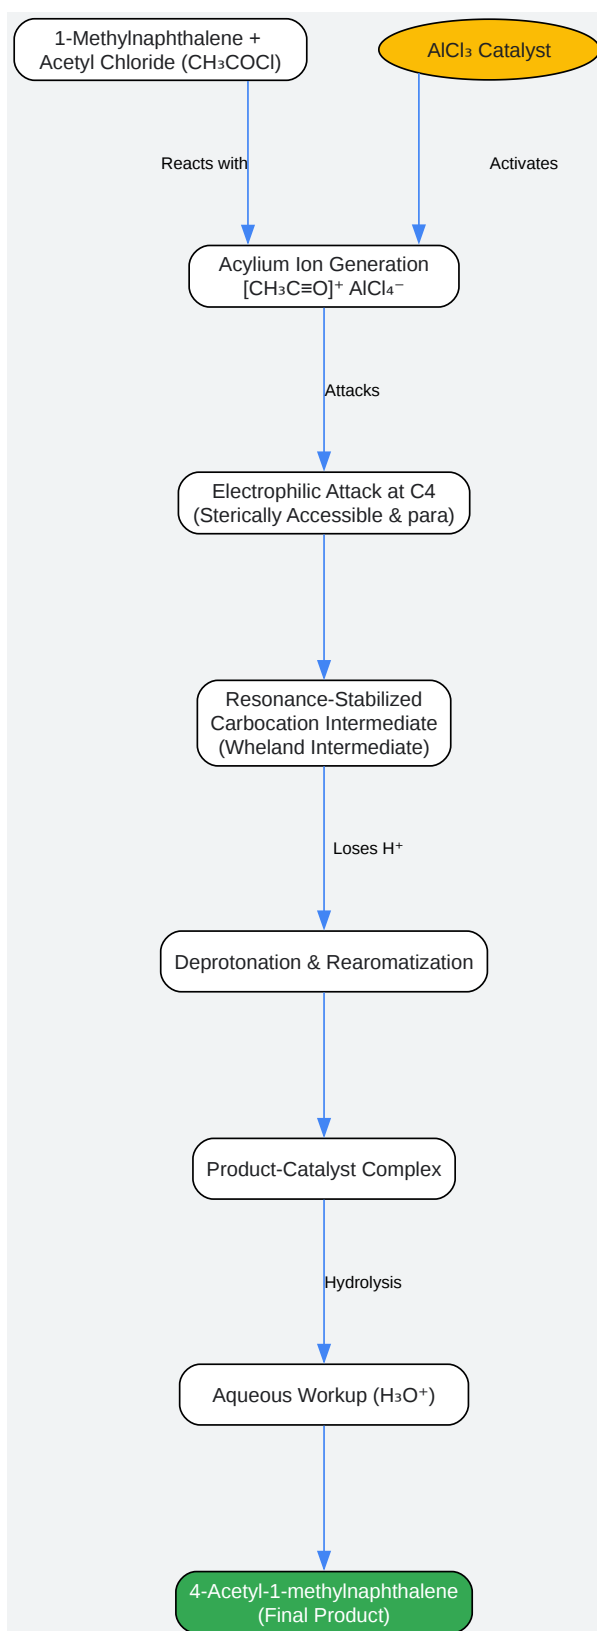 1-Methylnaphthalene +
Acetyl Chloride (CH₃COCl)
AlCl₃ Catalyst
Reacts with
Activates
Acylium Ion Generation
[CH₃C≡O]⁺ AlCl₄⁻
Attacks
Electrophilic Attack at C4
(Sterically Accessible & para)
Resonance-Stabilized
Carbocation Intermediate
(Wheland Intermediate)
Loses H⁺
Deprotonation & Rearomatization
Product-Catalyst Complex
Hydrolysis
Aqueous Workup (H₃O⁺)
4-Acetyl-1-methylnaphthalene
(Final Product)